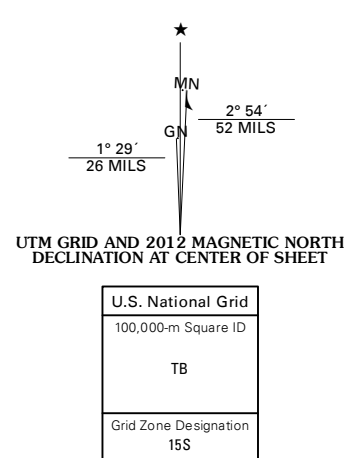 ★
MN
GN
2° 54´
52 MILS
1° 29´
26 MILS
UTM GRID AND 2012 MAGNETIC NORTH
DECLINATION AT CENTER OF SHEET
U.S. National Grid
100,000-m Square ID
TB
Grid Zone Designation
15S